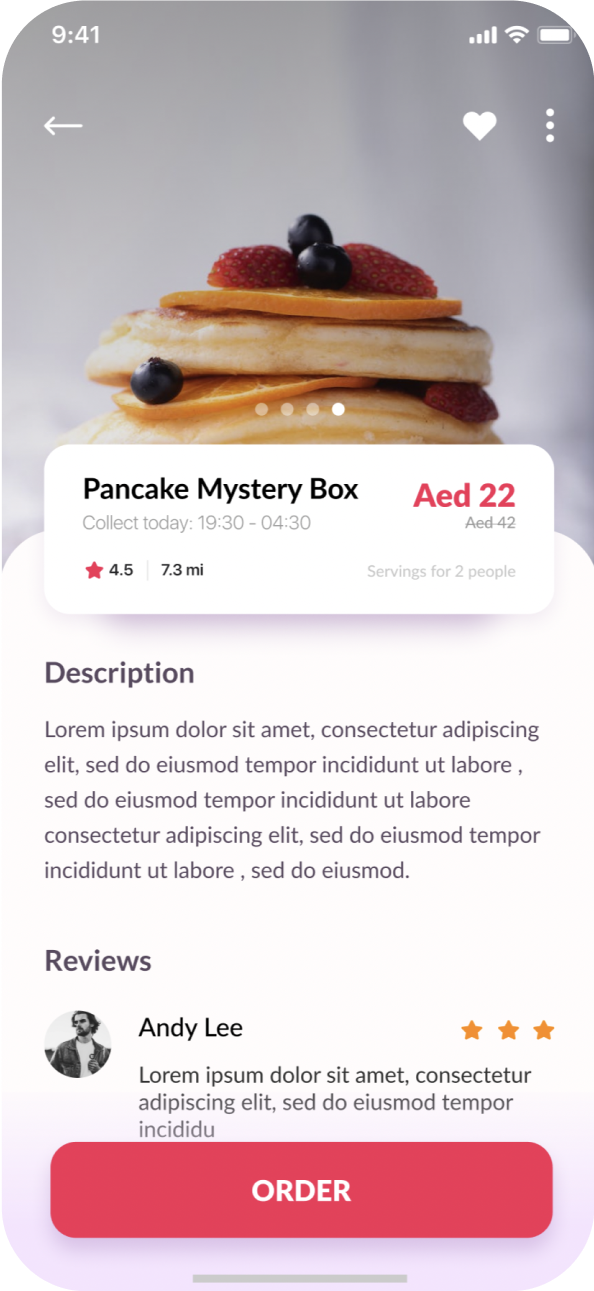 9:41
Pancake Mystery Box
Aed 22
Collect today: 19:30 - 04:30
Aed 42
4.5
7.3 mi
Servings for 2 people
Description
Lorem ipsum dolor sit amet, consectetur adipiscing
elit, sed do eiusmod tempor incididunt ut labore ,
sed do eiusmod tempor incididunt ut labore
consectetur adipiscing elit, sed do eiusmod tempor
incididunt ut labore , sed do eiusmod.
Reviews
Andy Lee
Lorem ipsum dolor sit amet, consectetur
adipiscing elit, sed do eiusmod tempor
incididu
ORDER